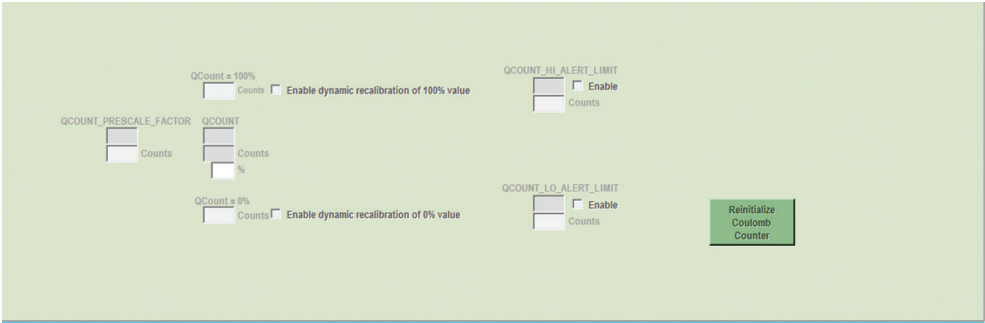 QCount = 100%
Counts Enable dynamic recalibration of 100% value
QCOUNT_HI_ALERT_LIMIT
Enable
Counts
QCOUNT_PRESCALE_FACTOR QCOUNT
Counts Counts
%
QCount = 0%
Counts Enable dynamic recalibration of 0% value
QCOUNT_LO_ALERT_LIMIT
Enable
Counts
Reinitialize
Coulomb
Counter